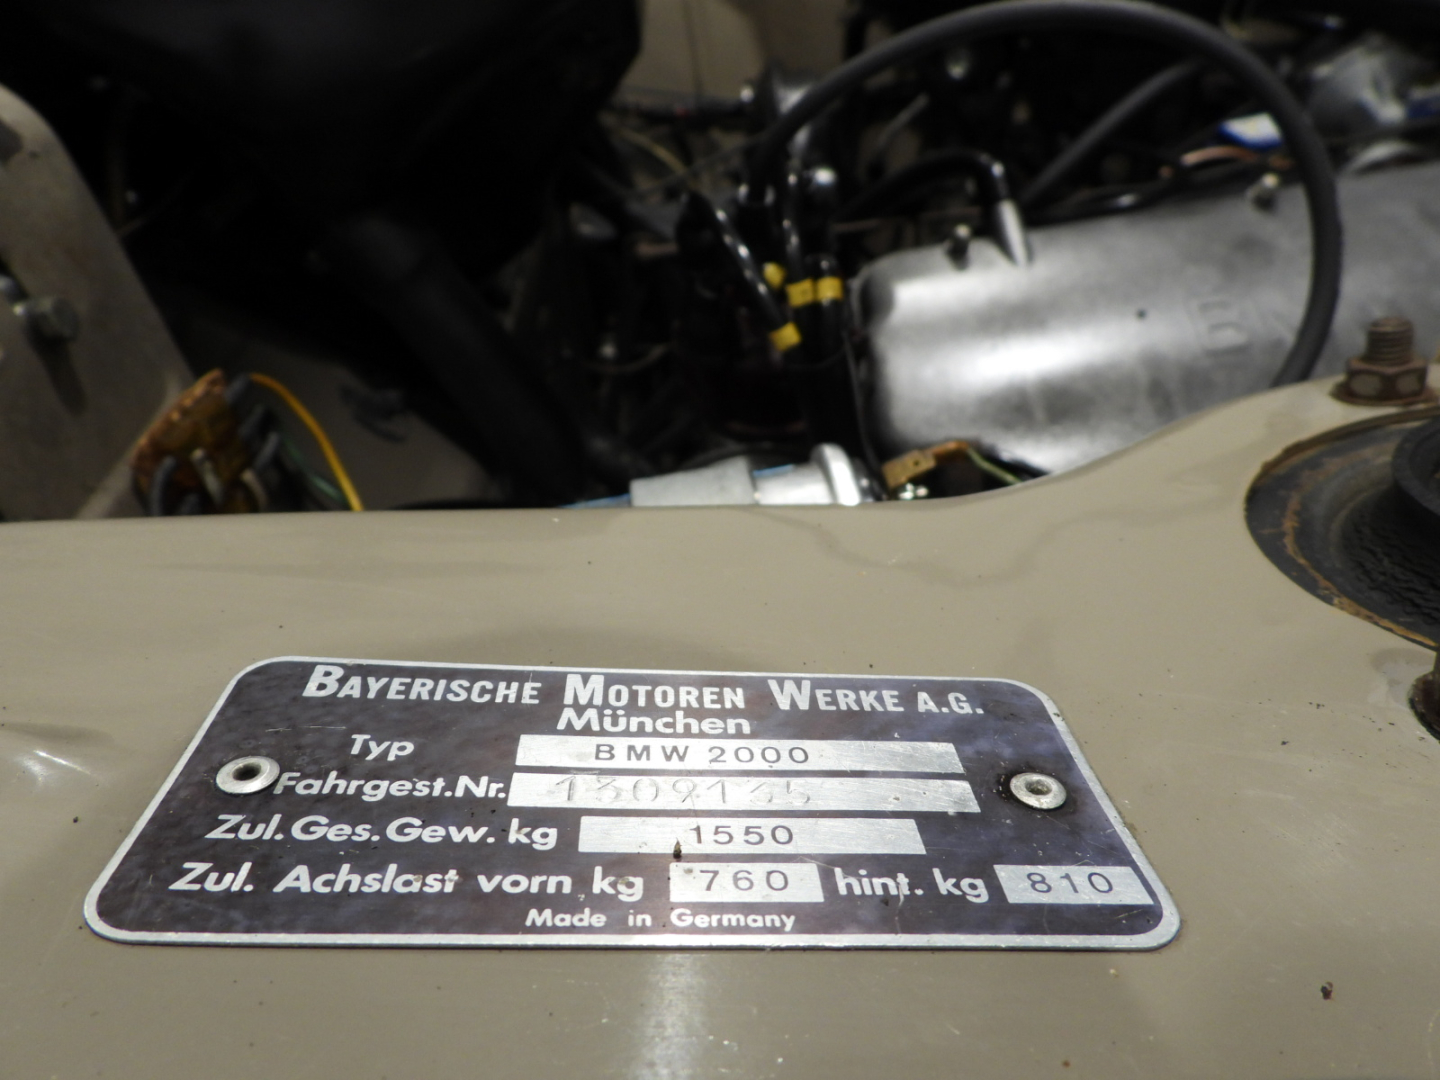 BAYERISCHE MOTOREN WERKE A.G.
München
Typ BMW 2000
Fahrgest.Nr. 1309135
Zul.Ges.Gew. kg 1550
Zul. Achslast vorn kg 760 hint. kg 810
Made in Germany